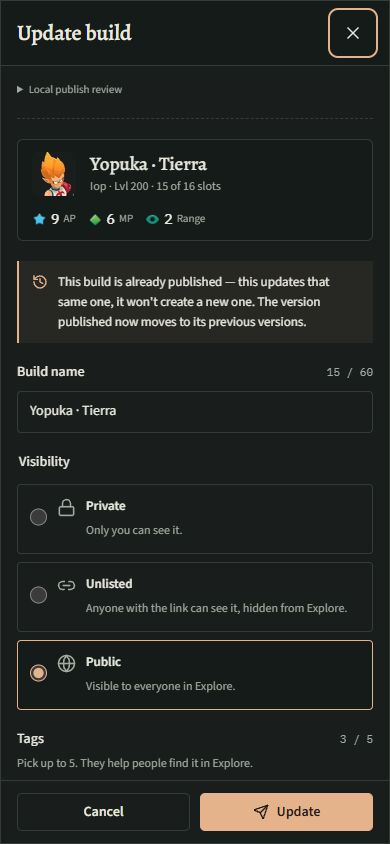 Update build
Local publish review
Yopuka · Tierra
Iop · Lvl 200 · 15 of 16 slots
9 AP 6 MP 2 Range
This build is already published — this updates that
same one, it won't create a new one. The version
published now moves to its previous versions.
Build name 15 / 60
Yopuka · Tierra
Visibility
Private
Only you can see it.
Unlisted
Anyone with the link can see it, hidden from Explore.
Public
Visible to everyone in Explore.
Tags 3 / 5
Pick up to 5. They help people find it in Explore.
Cancel Update